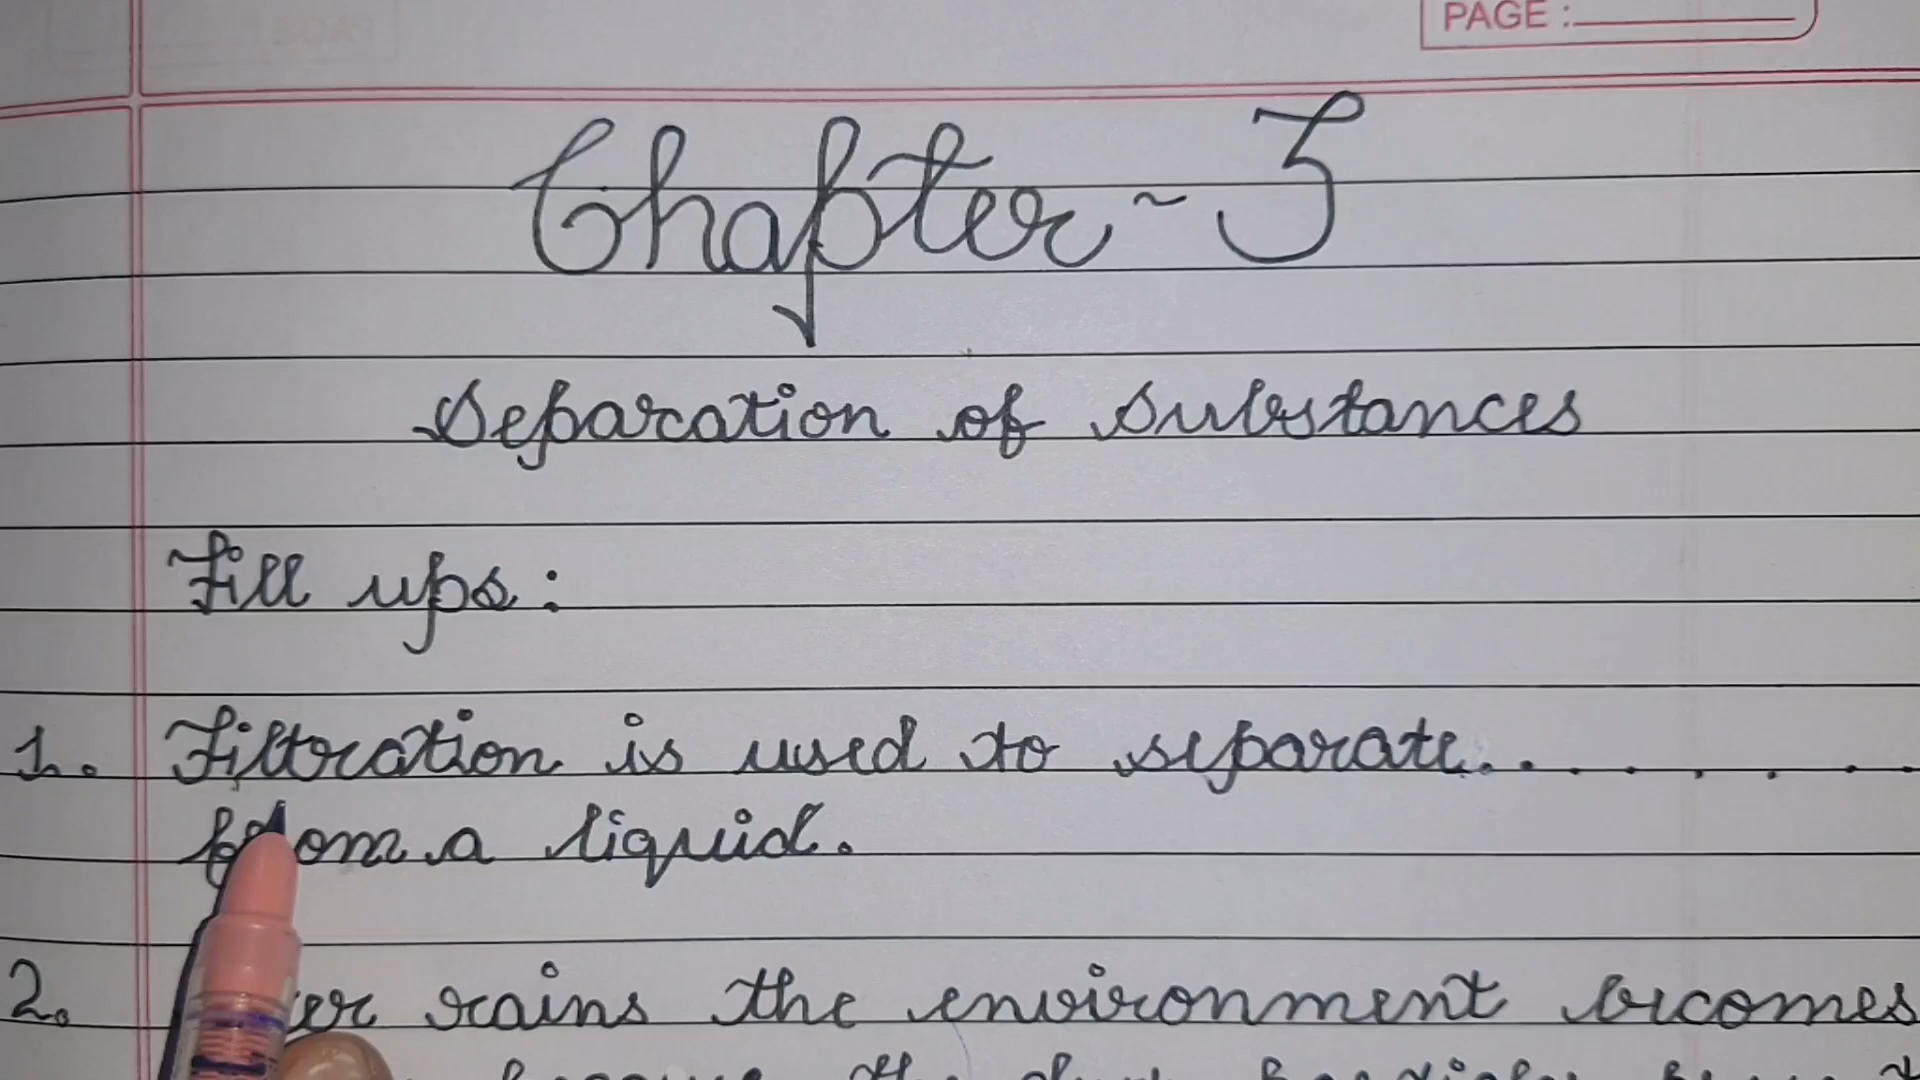 PAGE :
Chapter ~ 5
Separation of Substances
Fill ups:
1. Filtration is used to separate. . . . . . . .
from a liquid.
2. rains the environment becomes